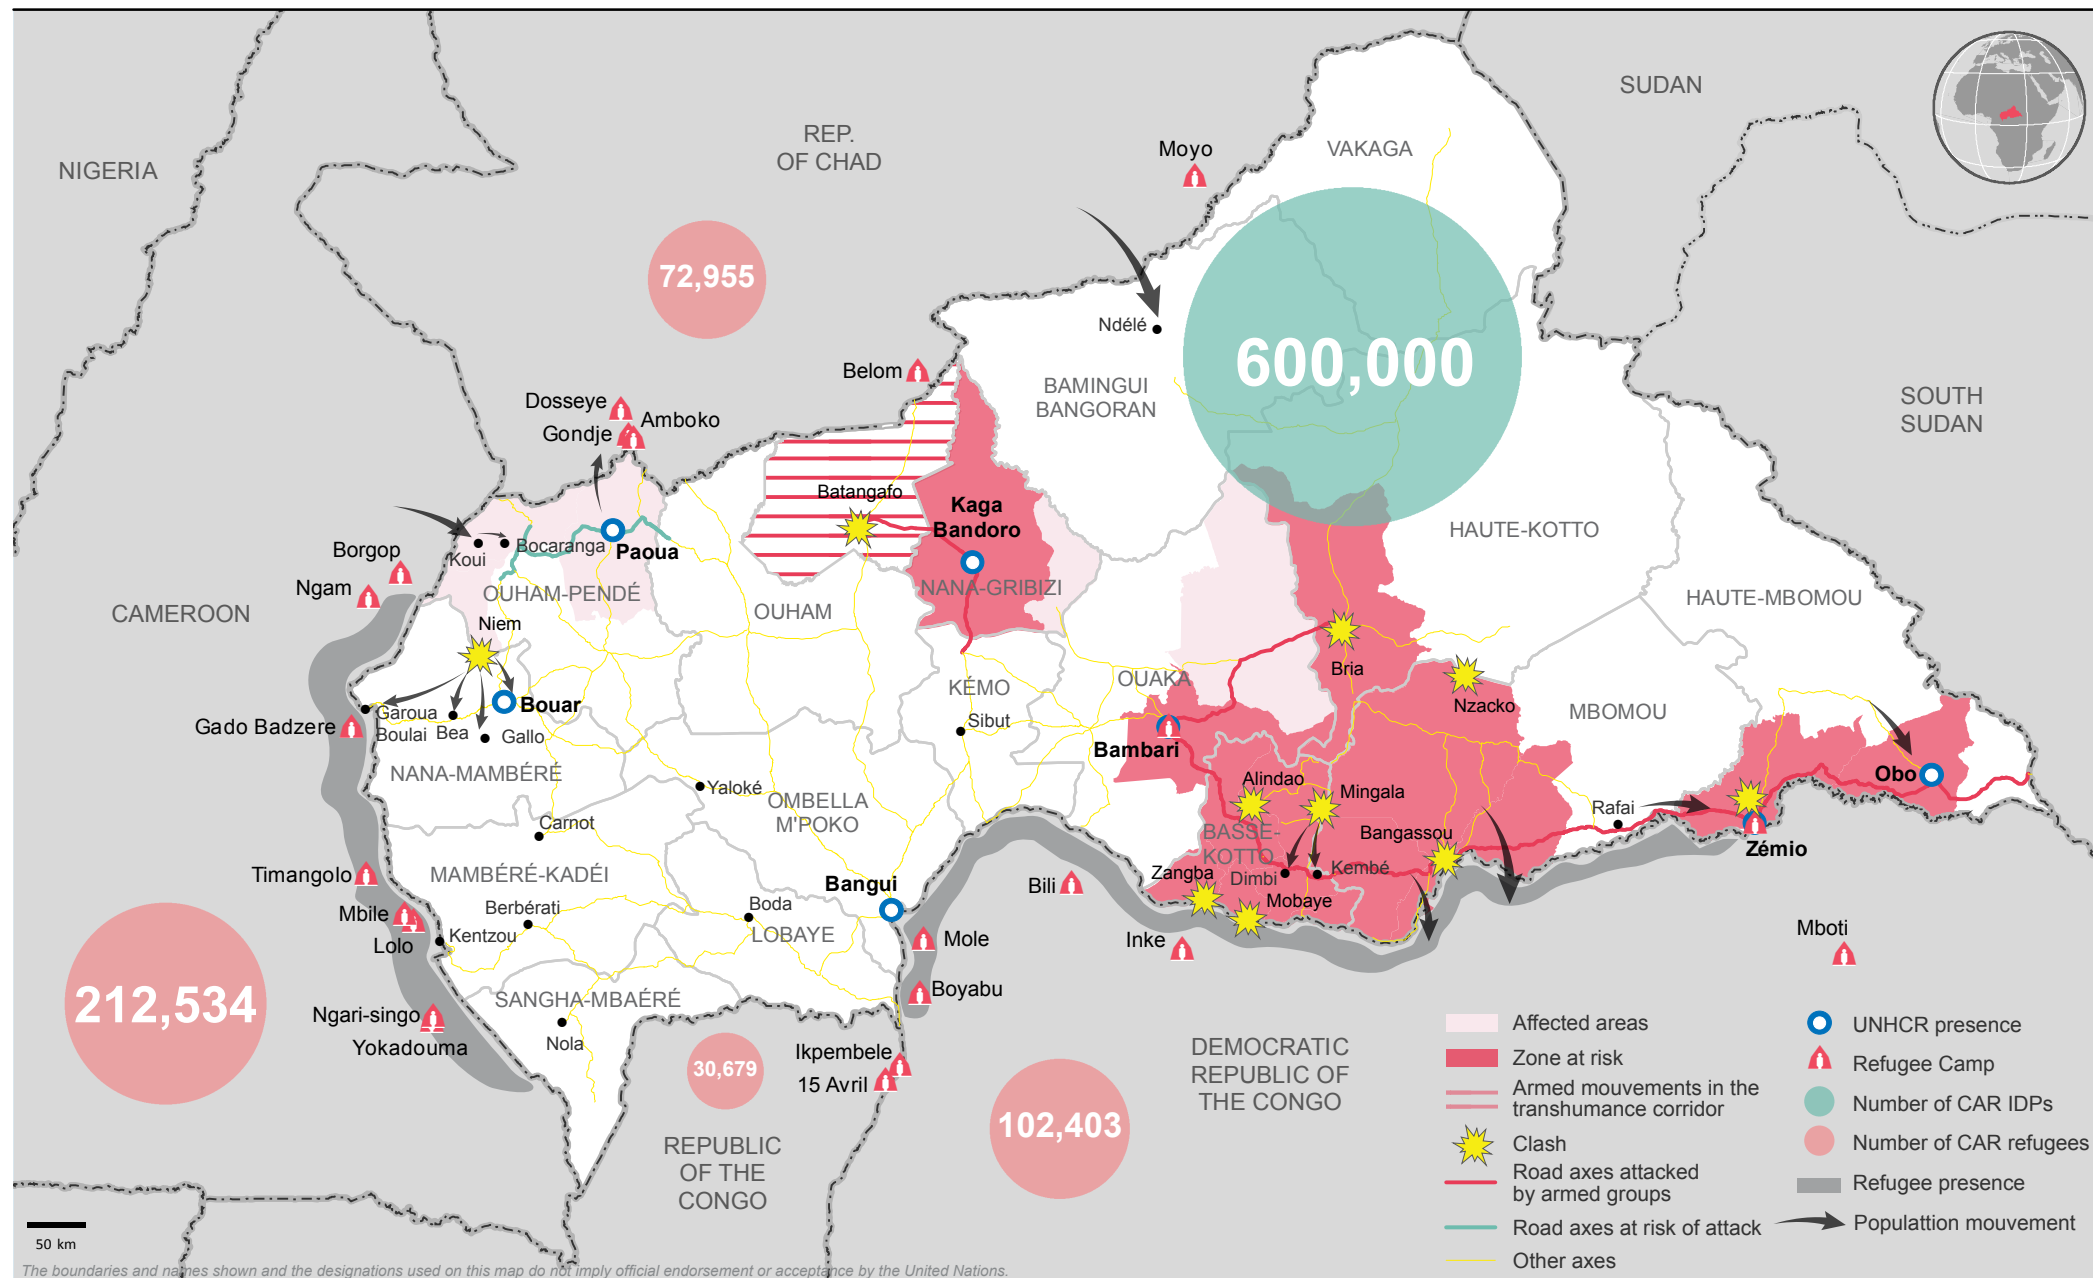 SUDAN
REP.
OF CHAD
NIGERIA
VAKAGA
Moyo
72,955
Ndélé
600,000
Belom
BAMINGUI
BANGORAN
SOUTH
SUDAN
Dosseye
Amboko
Gondje
Batangafo
Kaga
Bandoro
HAUTE-KOTTO
Borgop
Koui
Bocaranga
Paoua
Ngam
OUHAM-PENDÉ
NANA-GRIBIZI
HAUTE-MBOMOU
CAMEROON
OUHAM
Niem
Bria
OUAKA
KÉMO
Nzacko
MBOMOU
Bouar
Garoua
Boulai
Bea
Gallo
Gado Badzere
Sibut
Bambari
NANA-MAMBÉRÉ
Obo
Yaloké
Alindao
Mingala
OMBELLA
M'POKO
Rafai
Carnot
BASSE-
KOTTO
Bangassou
Zémio
Timangolo
MAMBÉRÉ-KADÉI
Bangui
Bili
Zangba
Dimbi
Kembé
Mobaye
Mbile
Lolo
Berbérati
Kentzou
Boda
LOBAYE
Mole
Inke
Mboti
212,534
SANGHA-MBAÉRÉ
Boyabu
Ngari-singo
Yokadouma
Nola
30,679
Ikpembele
15 Avril
102,403
DEMOCRATIC
REPUBLIC OF
THE CONGO
REPUBLIC
OF THE
CONGO
Affected areas
Zone at risk
Armed mouvements in the
transhumance corridor
Clash
Road axes attacked
by armed groups
Road axes at risk of attack
Other axes
UNHCR presence
Refugee Camp
Number of CAR IDPs
Number of CAR refugees
Refugee presence
Populattion mouvement
50 km
The boundaries and names shown and the designations used on this map do not imply official endorsement or acceptance by the United Nations.